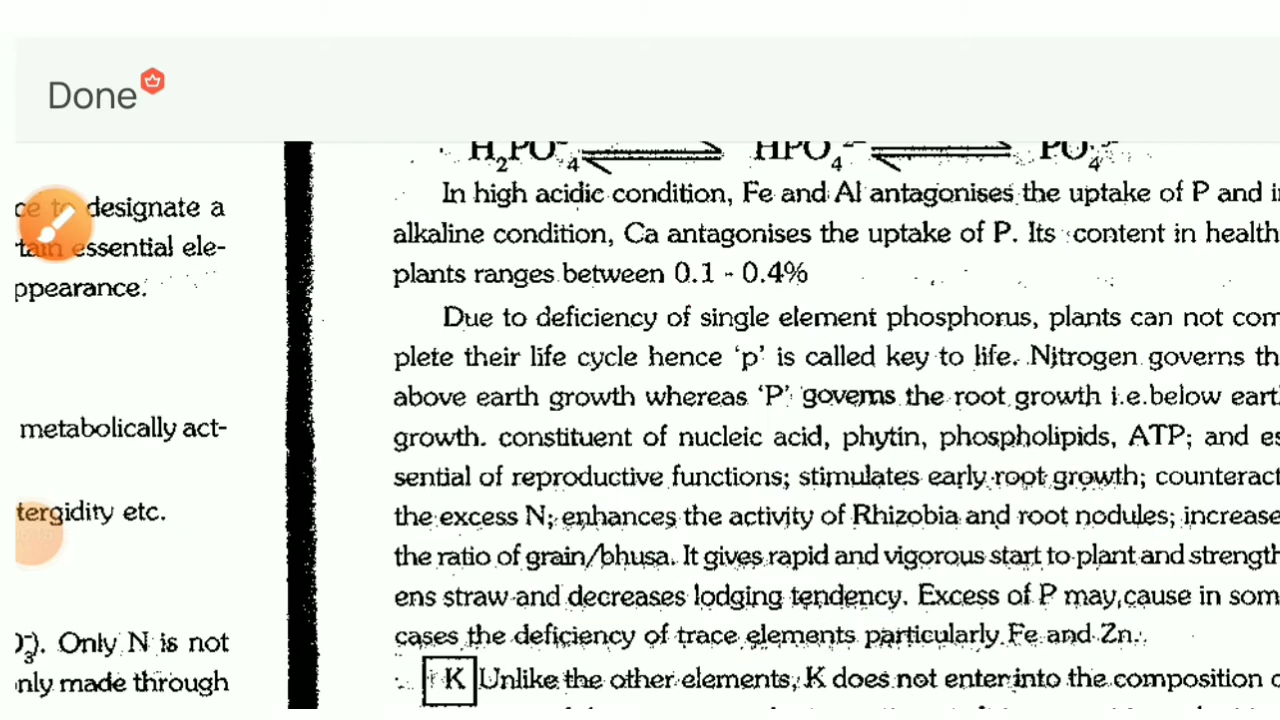 Done
designate a
essential ele-
ppearance.
metabolically act-
tergidity etc.
Only N is not
nly made through
H₂PO⁻₄ ⇌ HPO₄²⁻ ⇌ PO₄³⁻
In high acidic condition, Fe and Al antagonises the uptake of P and i
alkaline condition, Ca antagonises the uptake of P. Its content in health
plants ranges between 0.1 - 0.4%
Due to deficiency of single element phosphorus, plants can not com
plete their life cycle hence ‘p’ is called key to life. Nitrogen governs th
above earth growth whereas ‘P’ governs the root growth i.e.below eart
growth. constituent of nucleic acid, phytin, phospholipids, ATP; and es
sential of reproductive functions; stimulates early root growth; counteract
the excess N; enhances the activity of Rhizobia and root nodules; increase
the ratio of grain/bhusa. It gives rapid and vigorous start to plant and strength
ens straw and decreases lodging tendency. Excess of P may cause in som
cases the deficiency of trace elements particularly Fe and Zn.
K Unlike the other elements, K does not enter into the composition o